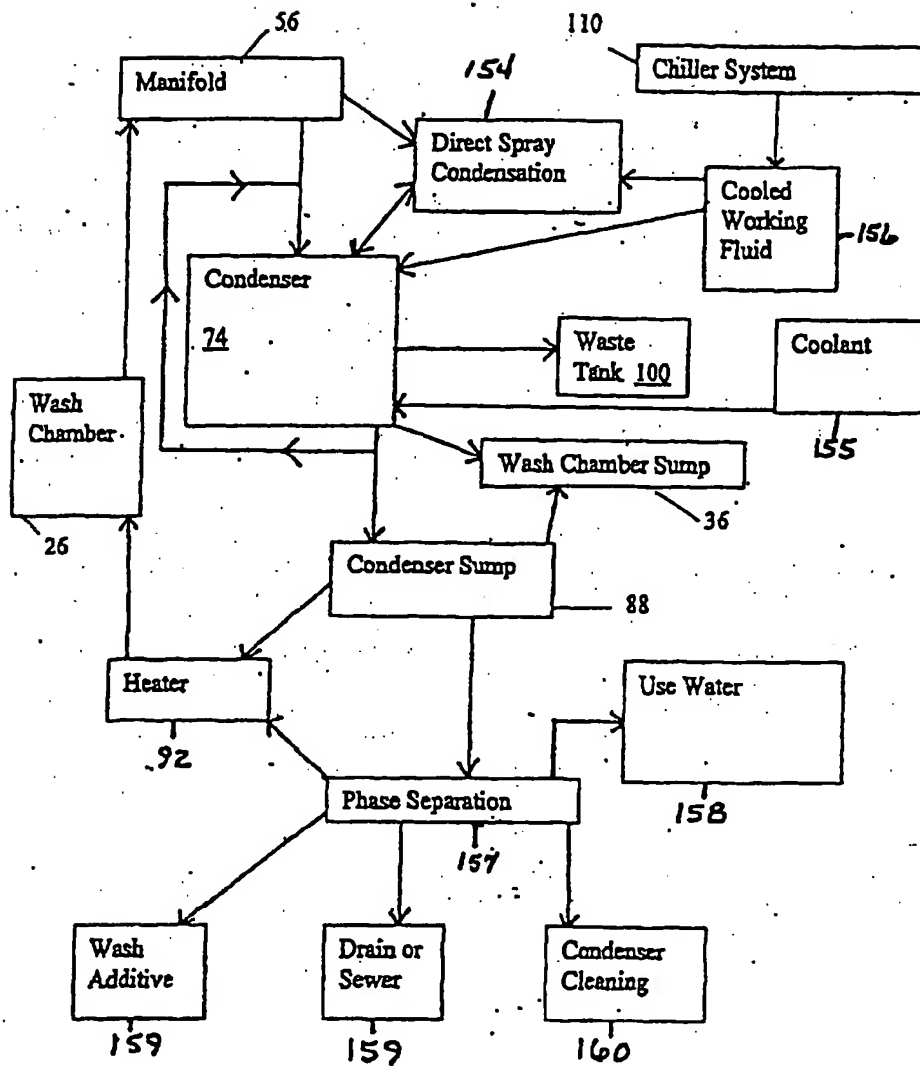 56
110
Manifold
Chiller System
154
Direct Spray
Condensation
Cooled
Working
Fluid
156
Condenser
74
Waste
Tank 100
Coolant
155
Wash
Chamber
26
Wash Chamber Sump
36
Condenser Sump
88
Heater
92
Use Water
158
Phase Separation
157
Wash
Additive
159
Drain or
Sewer
159
Condenser
Cleaning
160